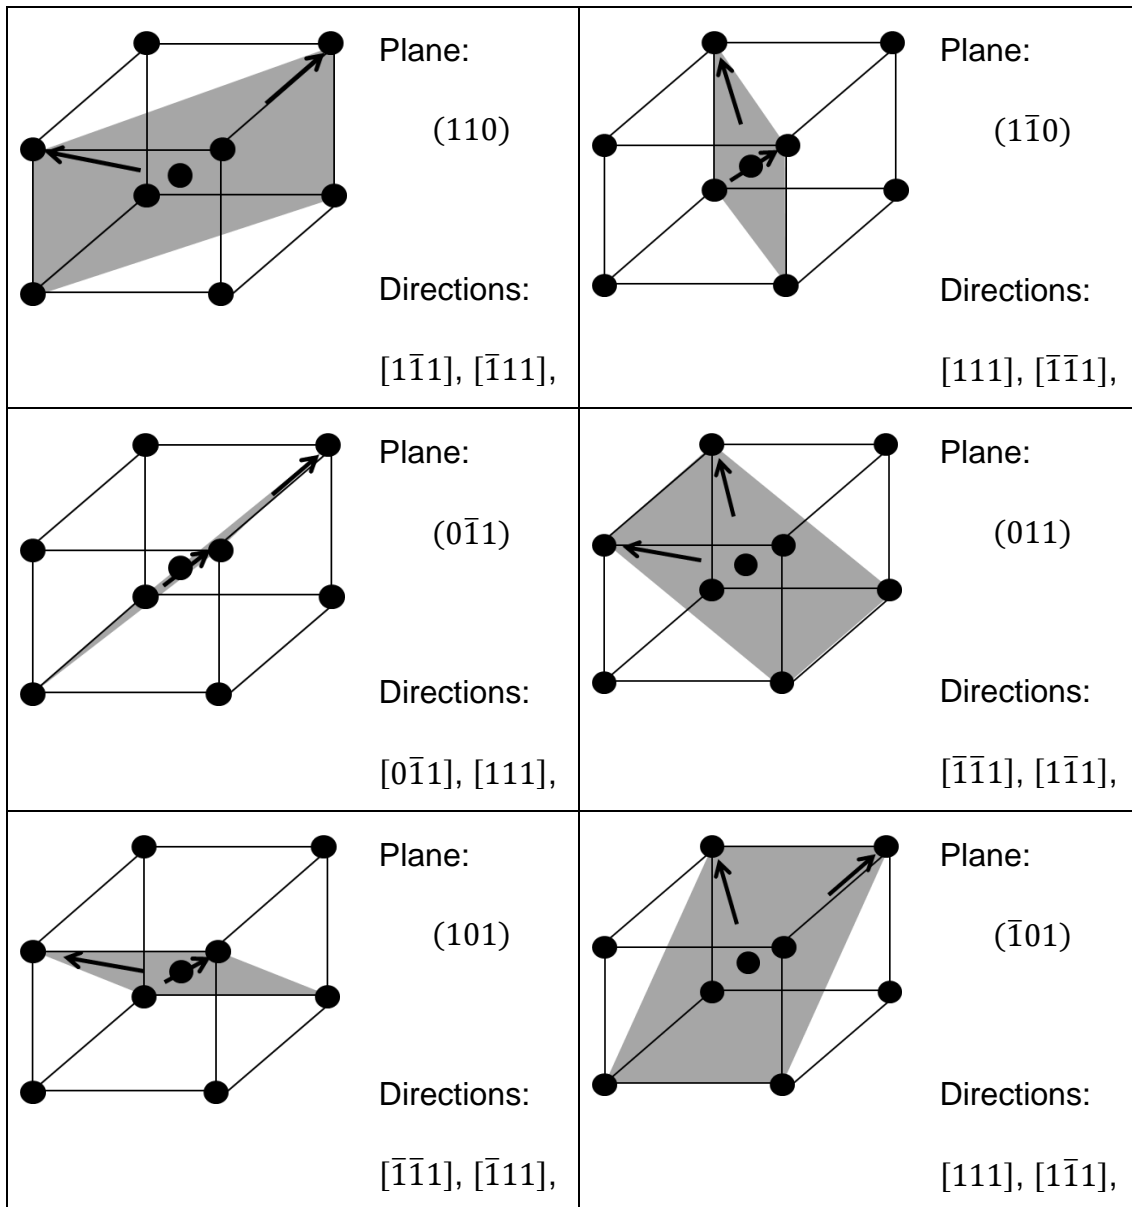 Plane:
(110)
Directions:
[11̅1], [1̅11],
Plane:
(11̅0)
Directions:
[111], [1̅1̅1],
Plane:
(01̅1)
Directions:
[01̅1], [111],
Plane:
(011)
Directions:
[1̅1̅1], [11̅1],
Plane:
(101)
Directions:
[1̅1̅1], [1̅11],
Plane:
(1̅01)
Directions:
[111], [11̅1],